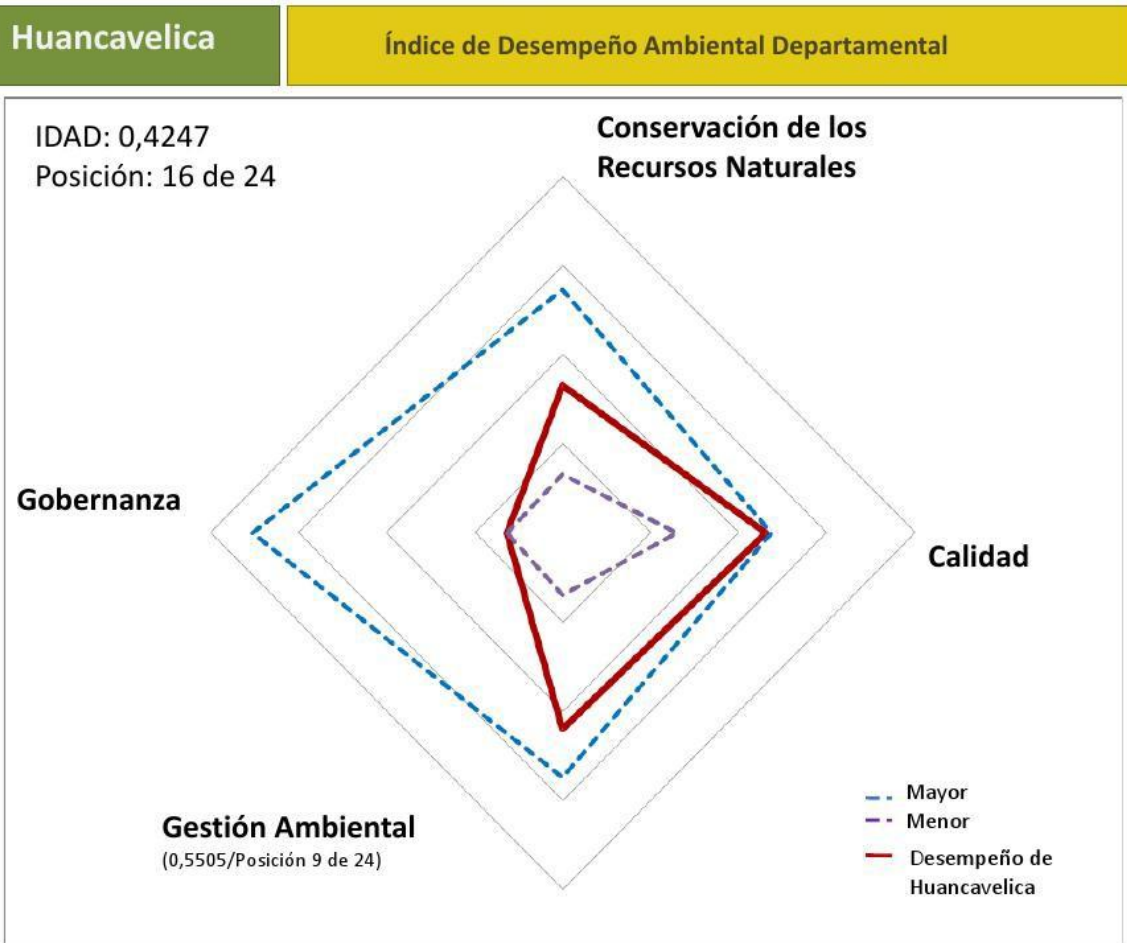 Huancavelica
Índice de Desempeño Ambiental Departamental
IDAD: 0,4247
Posición: 16 de 24
Conservación de los
Recursos Naturales
Gobernanza
Calidad
Gestión Ambiental
(0,5505/Posición 9 de 24)
Mayor
Menor
Desempeño de
Huancavelica